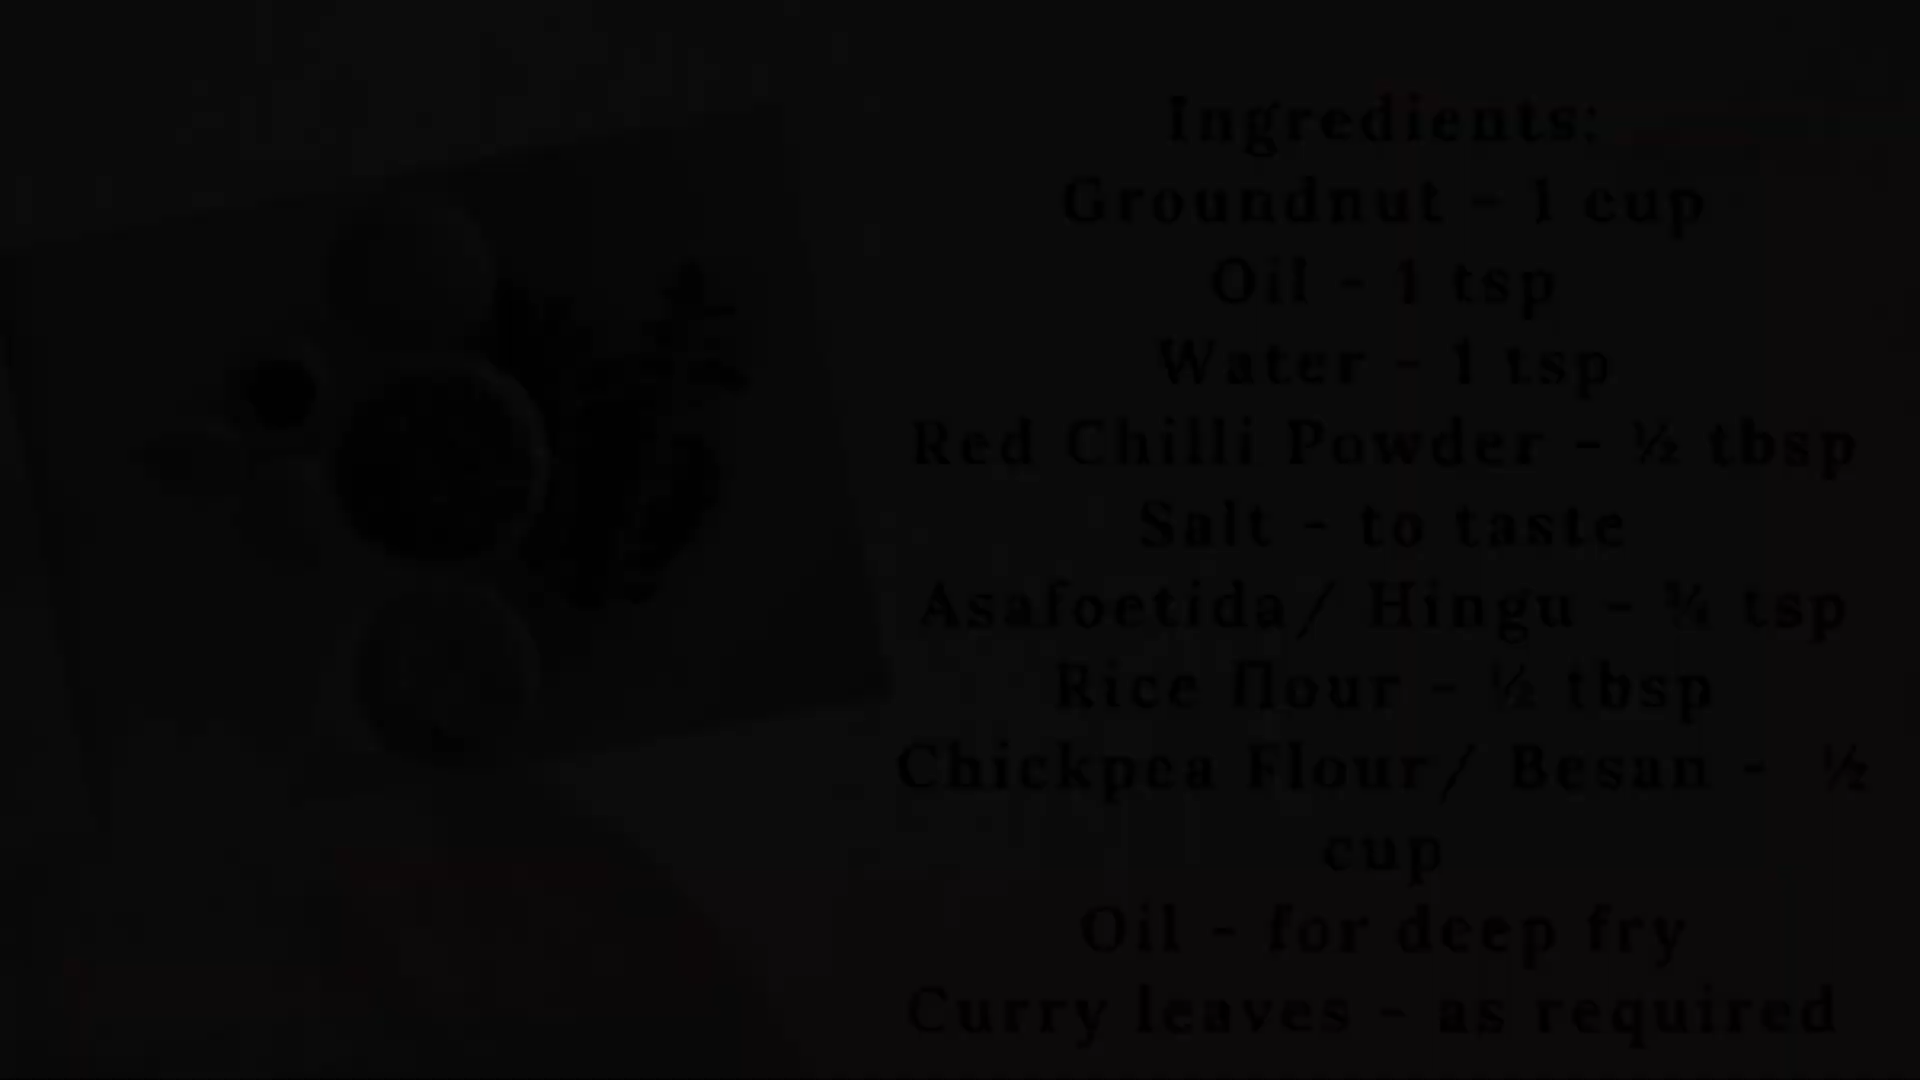 Ingredients:
Groundnut - 1 cup
Oil - 1 tsp
Water - 1 tsp
Red Chilli Powder - ½ tbsp
Salt - to taste
Asafoetida/ Hingu - tsp
Rice flour - ½ tbsp
Chickpea Flour/ Besan - ½
cup
Oil - for deep fry
Curry leaves - as required